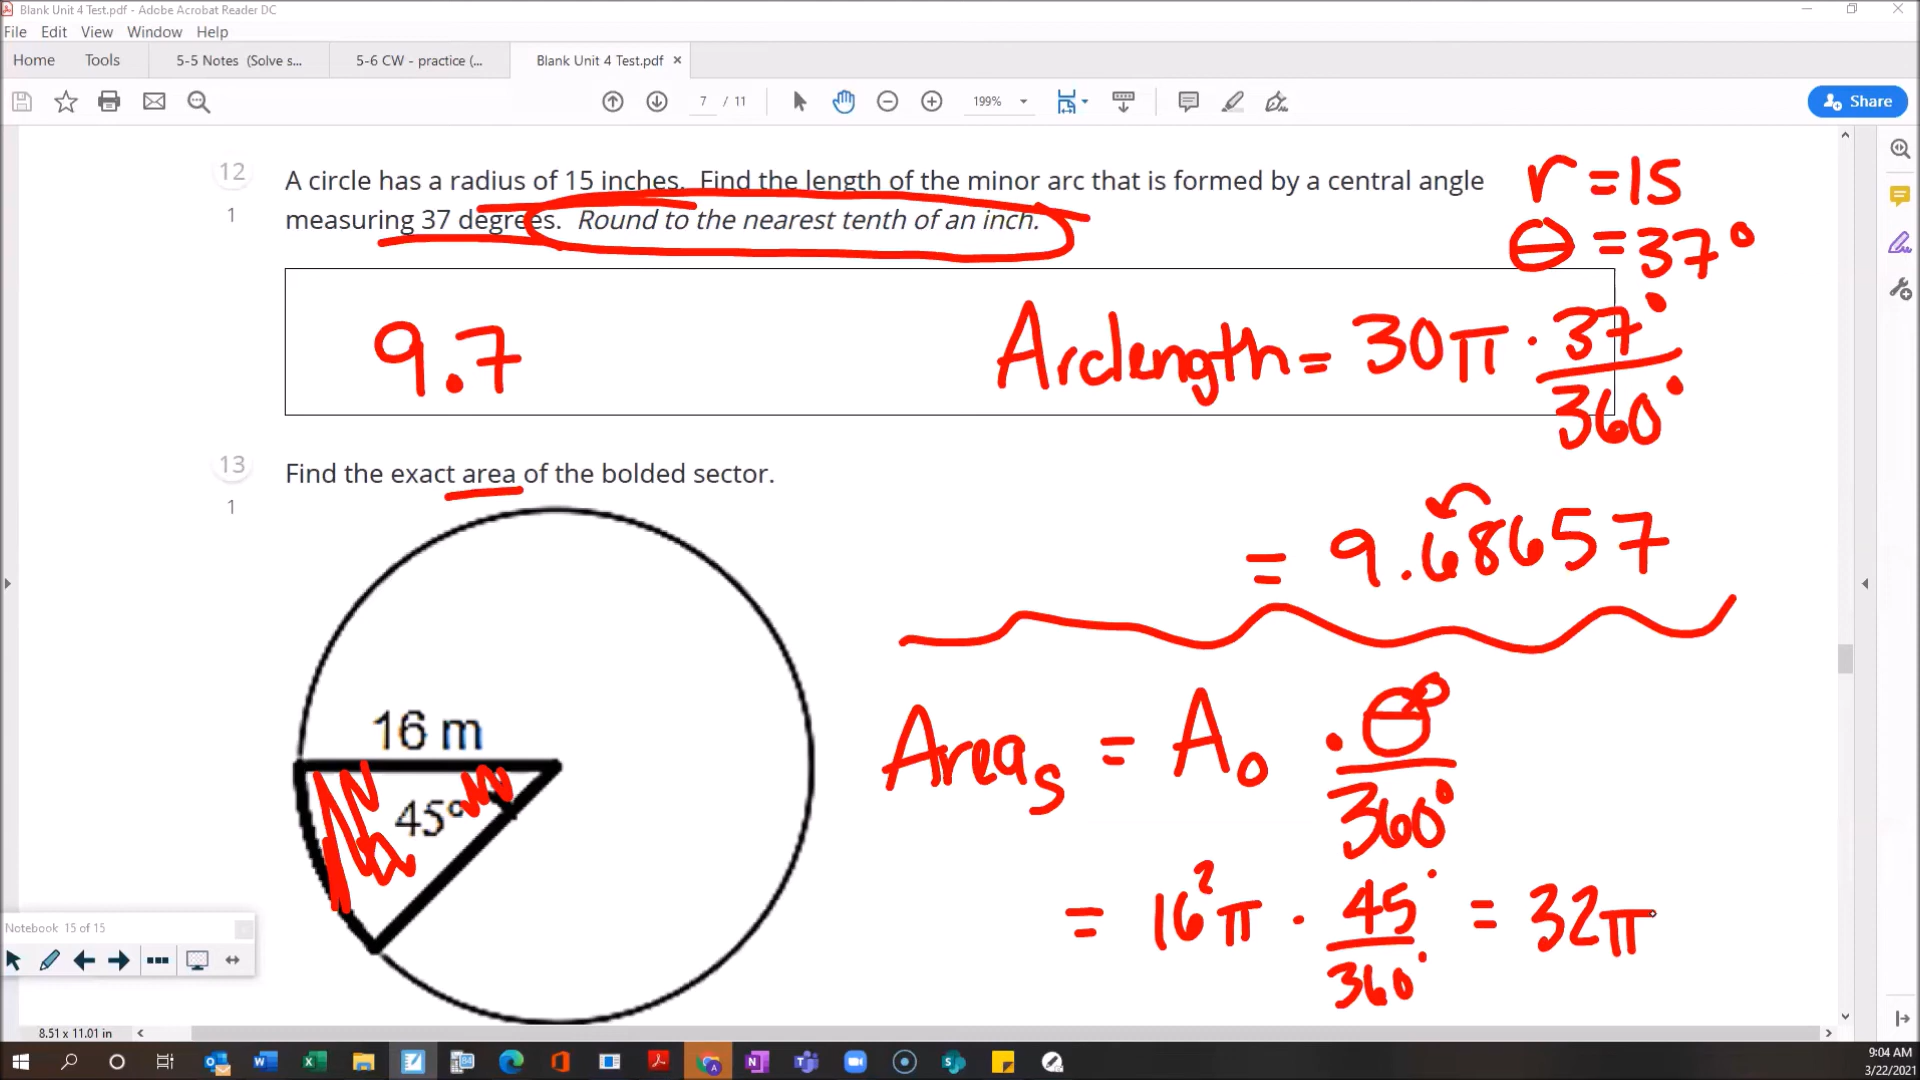 Blank Unit 4 Test.pdf - Adobe Acrobat Reader DC
File Edit View Window Help
Home Tools 5-5 Notes (Solve s... 5-6 CW - practice (... Blank Unit 4 Test.pdf ×
7 / 11 199% Share
12 A circle has a radius of 15 inches. Find the length of the minor arc that is formed by a central angle
1 measuring 37 degrees. Round to the nearest tenth of an inch.
r = 15
θ = 37°
9.7 Arclength = 30π · 37°/360°
13 Find the exact area of the bolded sector.
1
= 9.68657
16 m
45°
Area_s = A_o · θ°/360°
= 16²π · 45°/360° = 32π
Notebook 15 of 15
8.51 x 11.01 in
9:04 AM
3/22/2021